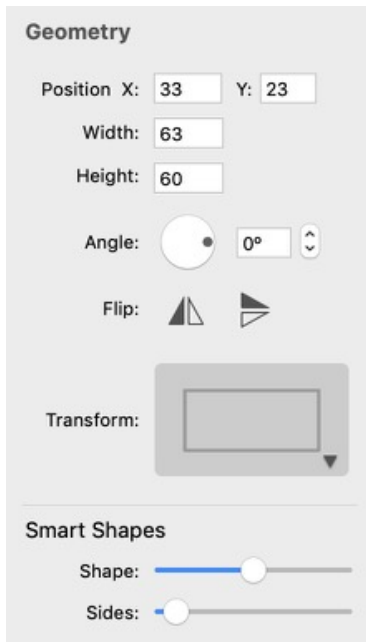 Geometry
Position X: 33 Y: 23
Width: 63
Height: 60
Angle: 0º
Flip:
Transform:
Smart Shapes
Shape:
Sides: